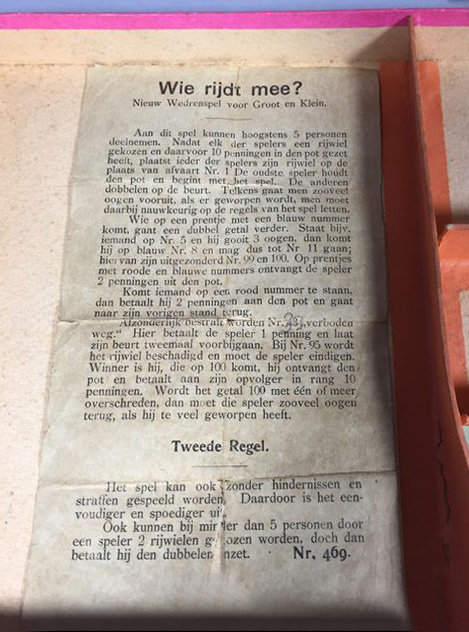 Wie rijdt mee?
Nieuw Wedrenspel voor Groot en Klein.
Aan dit spel kunnen hoogstens 5 personen
deelnemen. Nadat elk der spelers een rijwiel
gekozen en daarvoor 10 penningen in den pot gezet
heeft, plaatst ieder der spelers zijn rijwiel op de
plaats van afvaart Nr. 1 De oudste speler houdt
den pot en begint met het spel. De anderen
dobbelen op de beurt. Telkens gaat men zooveel
oogen vooruit, als er geworpen wordt, men moet
daarbij nauwkeurig op de regels van het spel letten.
Wie op een prentje met een blauw nummer
komt, gaat een dubbel getal verder. Staat bijv.
iemand op Nr. 5 en hij gooit 3 oogen, dan komt
hij op blauw Nr. 8 en mag dus tot Nr 11 gaan;
hiervan zijn uitgezonderd Nr. 99 en 100. Op prentjes
met roode en blauwe nummers ontvangt de speler
2 penningen uit den pot.
Komt iemand op een rood nummer te staan,
dan betaalt hij 2 penningen aan den pot en gaat
naar zijn vorigen stand terug.
Afzonderlijk bestraft worden Nr. „verboden
weg.“ Hier betaalt de speler 1 penning en laat
zijn beurt tweemaal voorbijgaan. Bij Nr. 95 wordt
het rijwiel beschadigd en moet de speler eindigen.
Winner is hij, die op 100 komt, hij ontvangt den
pot en betaalt aan zijn opvolger in rang 10
penningen. Wordt het getal 100 met één of meer
overschreden, dan moet die speler zooveel oogen
terug, als hij te veel geworpen heeft.
Tweede Regel.
Het spel kan ook zonder hindernissen en
straffen gespeeld worden. Daardoor is het een-
voudiger en spoediger uit.
Ook kunnen bij minder dan 5 personen door
een speler 2 rijwielen gekozen worden, doch dan
betaalt hij den dubbelen inzet. Nr. 469.